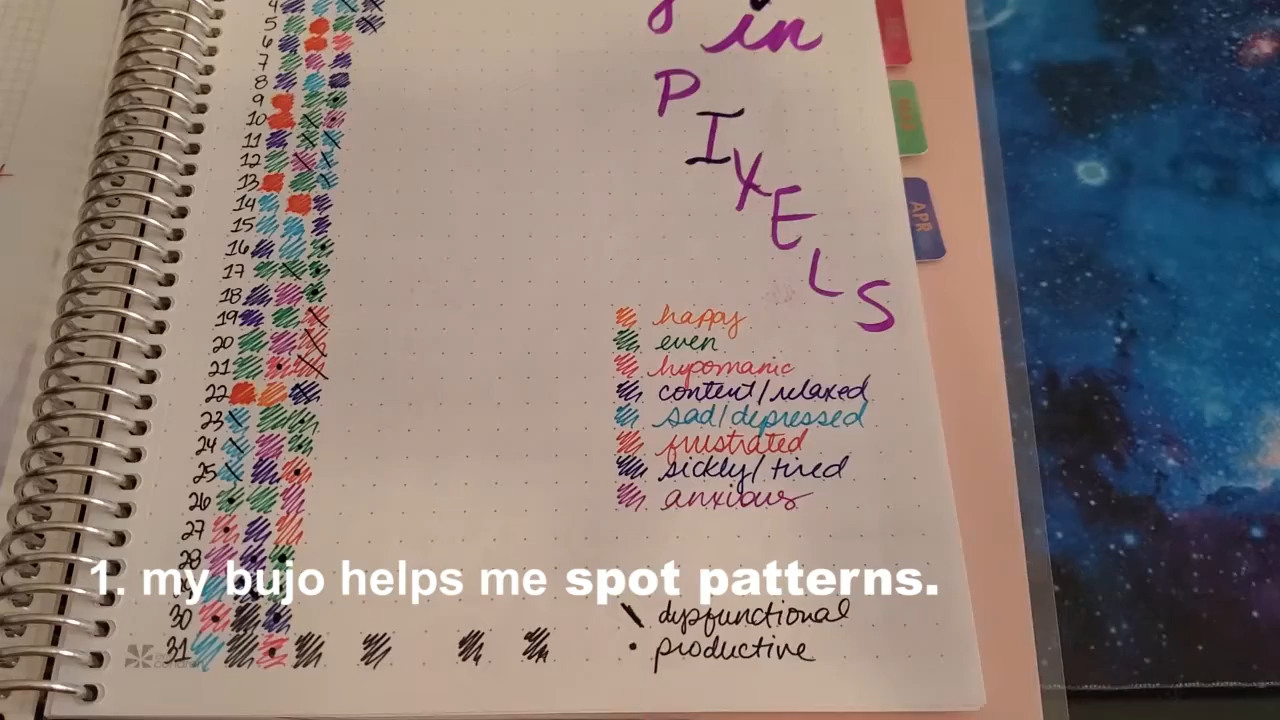 4
5
6
7
8
9
10
11
12
13
14
15
16
17
18
19
20
21
22
23
24
25
26
27
28
30
31
in
PIXELS
APR
happy
even
hypomanic
content/relaxed
sad/depressed
frustrated
sickly/tired
anxious
1. my bujo helps me spot patterns.
dysfunctional
productive